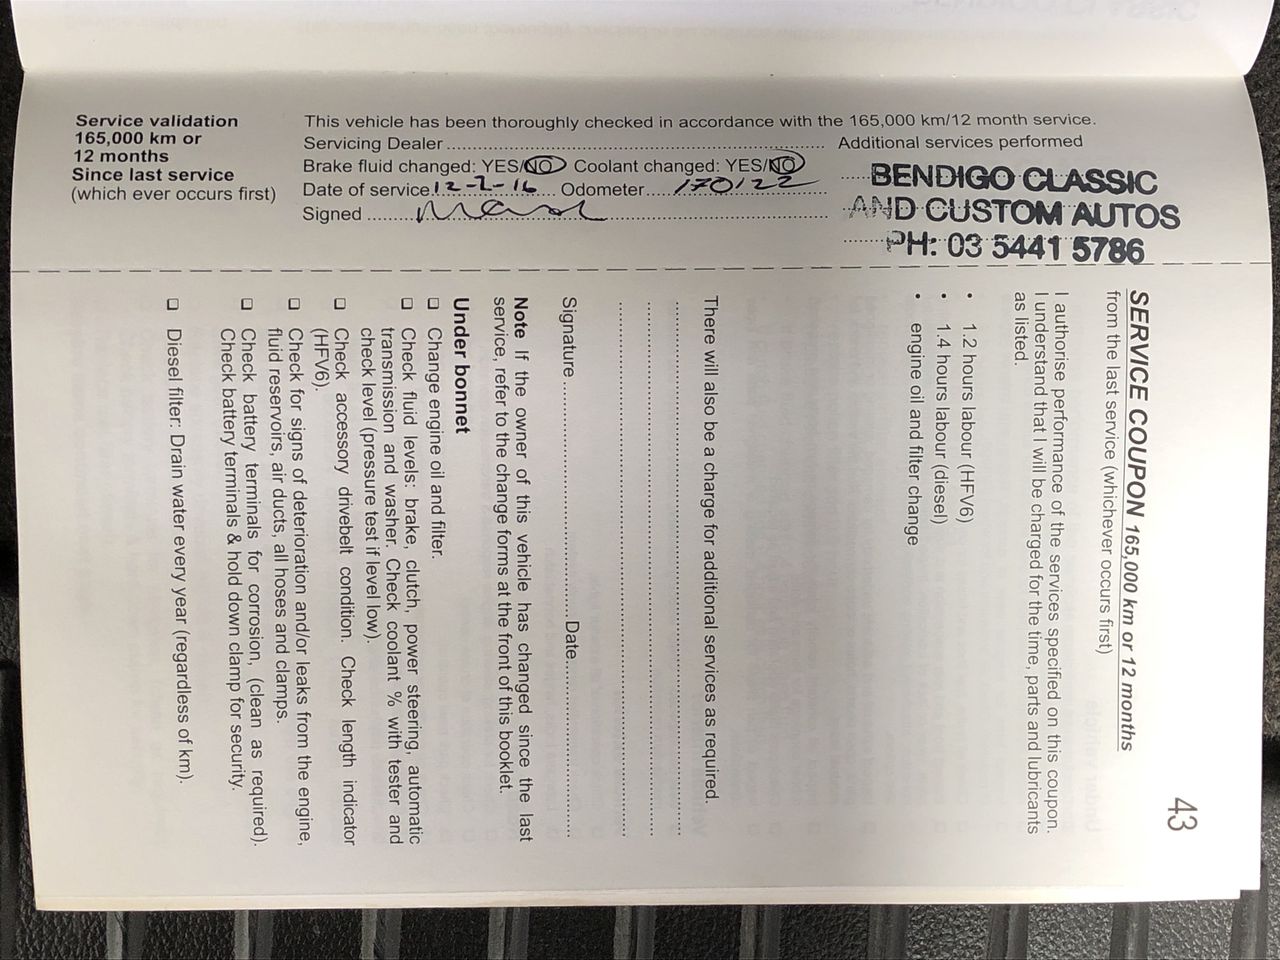 Service validation
165,000 km or
12 months
Since last service
(which ever occurs first)
This vehicle has been thoroughly checked in accordance with the 165,000 km/12 month service.
Servicing Dealer
Brake fluid changed: YES/NO Coolant changed: YES/NO
Date of service 12-2-16 Odometer 170122
Signed
Additional services performed
BENDIGO CLASSIC
AND CUSTOM AUTOS
PH: 03 5441 5786
43
SERVICE COUPON 165,000 km or 12 months
from the last service (whichever occurs first)
I authorise performance of the services specified on this coupon.
I understand that I will be charged for the time, parts and lubricants
as listed.
• 1.2 hours labour (HFV6)
• 1.4 hours labour (diesel)
• engine oil and filter change
There will also be a charge for additional services as required.
Signature Date
Note If the owner of this vehicle has changed since the last
service, refer to the change forms at the front of this booklet.
Under bonnet
❏ Change engine oil and filter.
❏ Check fluid levels: brake, clutch, power steering, automatic
transmission and washer. Check coolant % with tester and
check level (pressure test if level low).
❏ Check accessory drivebelt condition. Check length indicator
(HFV6).
❏ Check for signs of deterioration and/or leaks from the engine,
fluid reservoirs, air ducts, all hoses and clamps.
❏ Check battery terminals for corrosion, (clean as required).
Check battery terminals & hold down clamp for security.
❏ Diesel filter: Drain water every year (regardless of km).